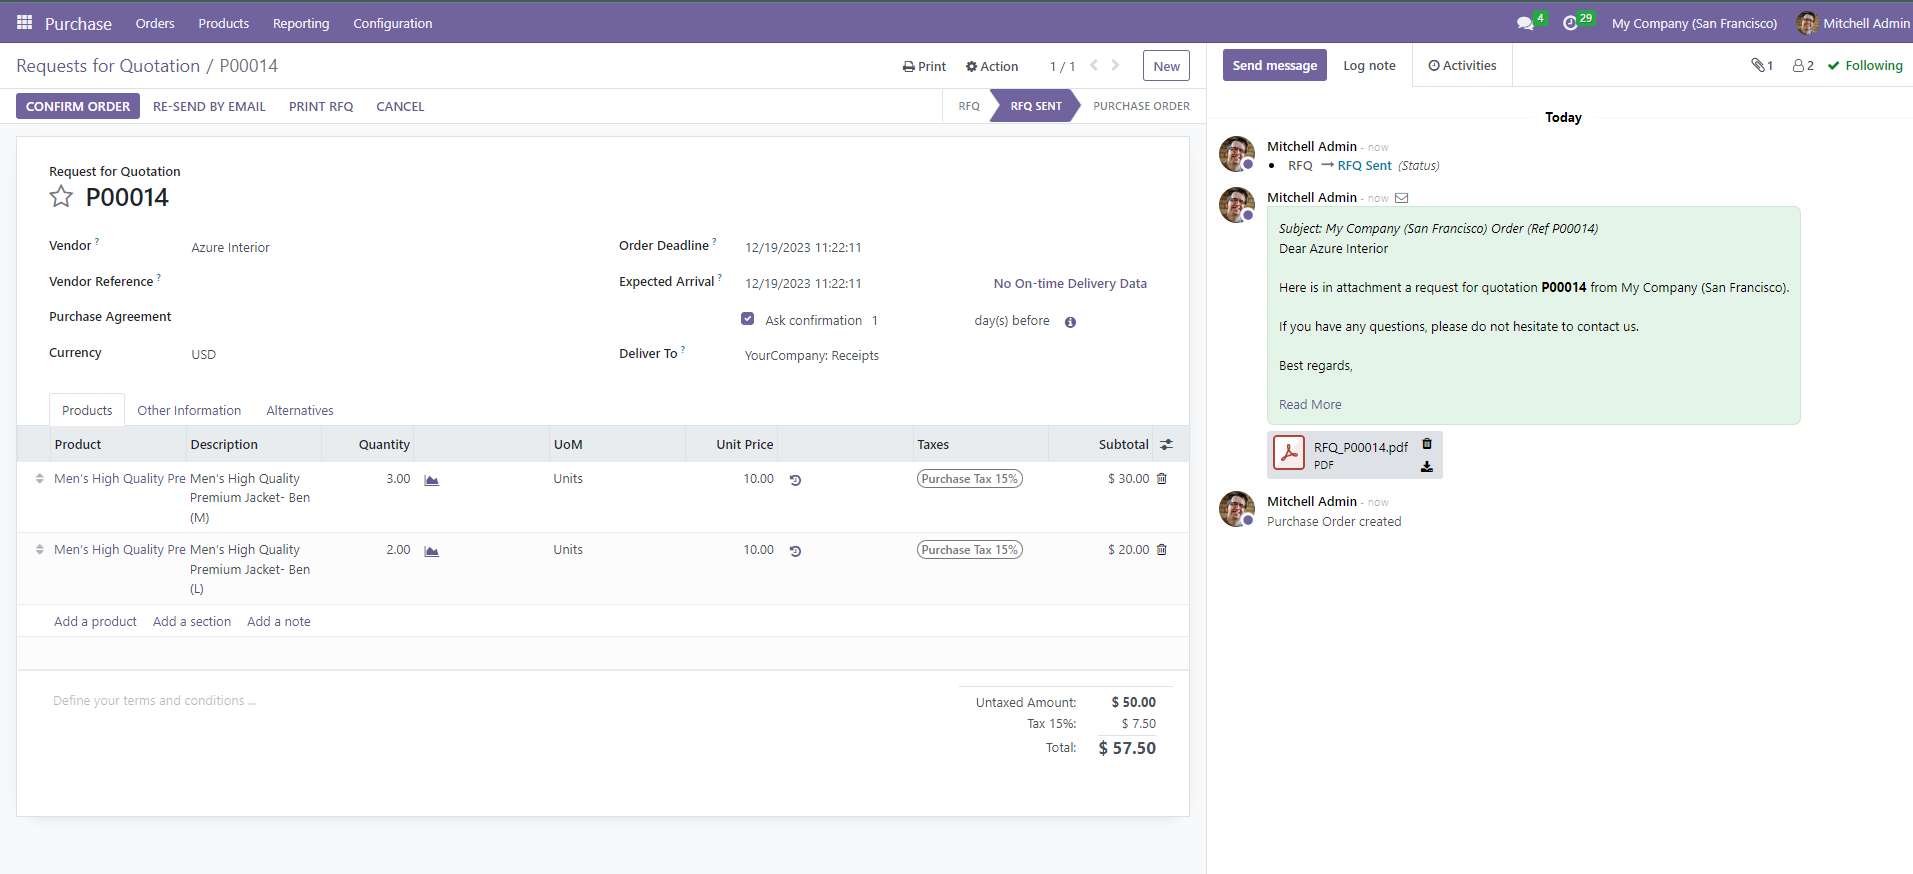 Purchase Orders Products Reporting Configuration 4 29 My Company (San Francisco) Mitchell Admin
Requests for Quotation / P00014 Print Action 1 / 1 New
CONFIRM ORDER RE-SEND BY EMAIL PRINT RFQ CANCEL RFQ RFQ SENT PURCHASE ORDER
Request for Quotation
P00014
Vendor ? Azure Interior
Vendor Reference ?
Purchase Agreement
Currency USD
Order Deadline ? 12/19/2023 11:22:11
Expected Arrival ? 12/19/2023 11:22:11 No On-time Delivery Data
Ask confirmation 1 day(s) before
Deliver To ? YourCompany: Receipts
Products Other Information Alternatives
Product Description Quantity UoM Unit Price Taxes Subtotal
Men's High Quality Pre Men's High Quality 3.00 Units 10.00 Purchase Tax 15% $ 30.00
Premium Jacket- Ben
(M)
Men's High Quality Pre Men's High Quality 2.00 Units 10.00 Purchase Tax 15% $ 20.00
Premium Jacket- Ben
(L)
Add a product Add a section Add a note
Define your terms and conditions ...
Untaxed Amount: $ 50.00
Tax 15%: $ 7.50
Total: $ 57.50
Send message Log note Activities 1 2 Following
Today
Mitchell Admin - now
RFQ → RFQ Sent (Status)
Mitchell Admin - now
Subject: My Company (San Francisco) Order (Ref P00014)
Dear Azure Interior
Here is in attachment a request for quotation P00014 from My Company (San Francisco).
If you have any questions, please do not hesitate to contact us.
Best regards,
Read More
RFQ_P00014.pdf
PDF
Mitchell Admin - now
Purchase Order created